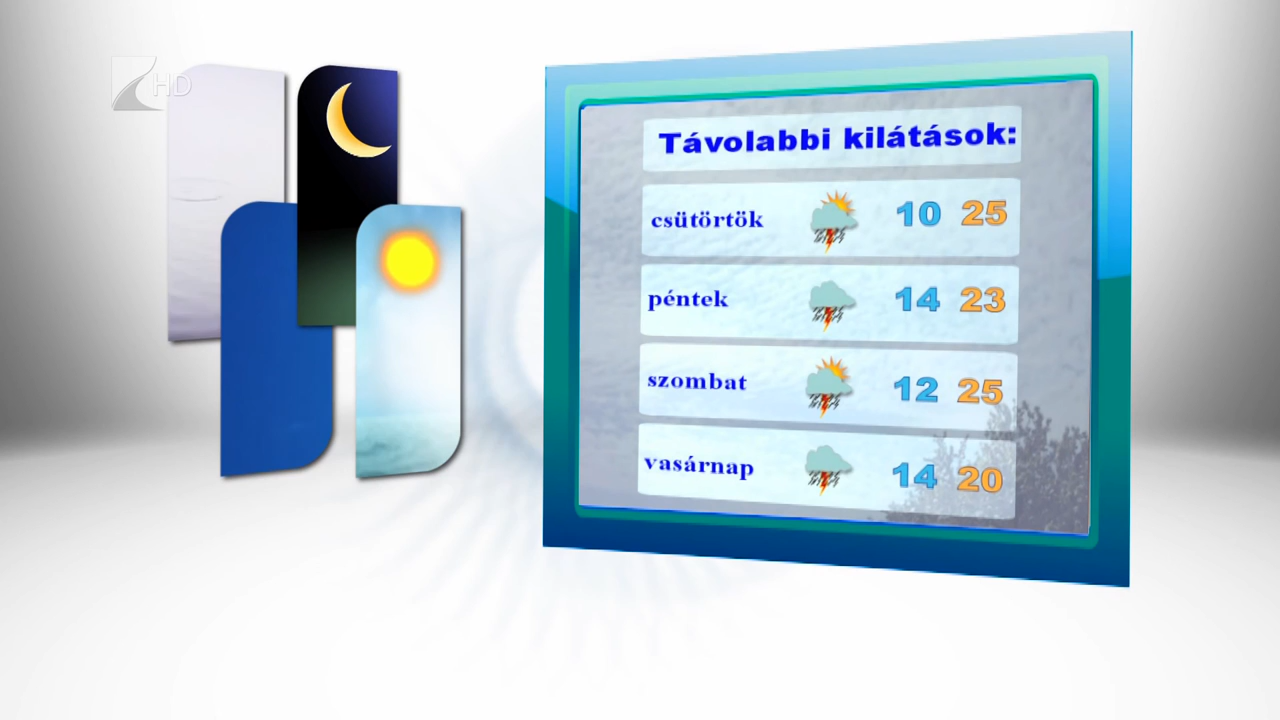 HD
Távolabbi kilátások:
csütörtök 10 25
péntek 14 23
szombat 12 25
vasárnap 14 20